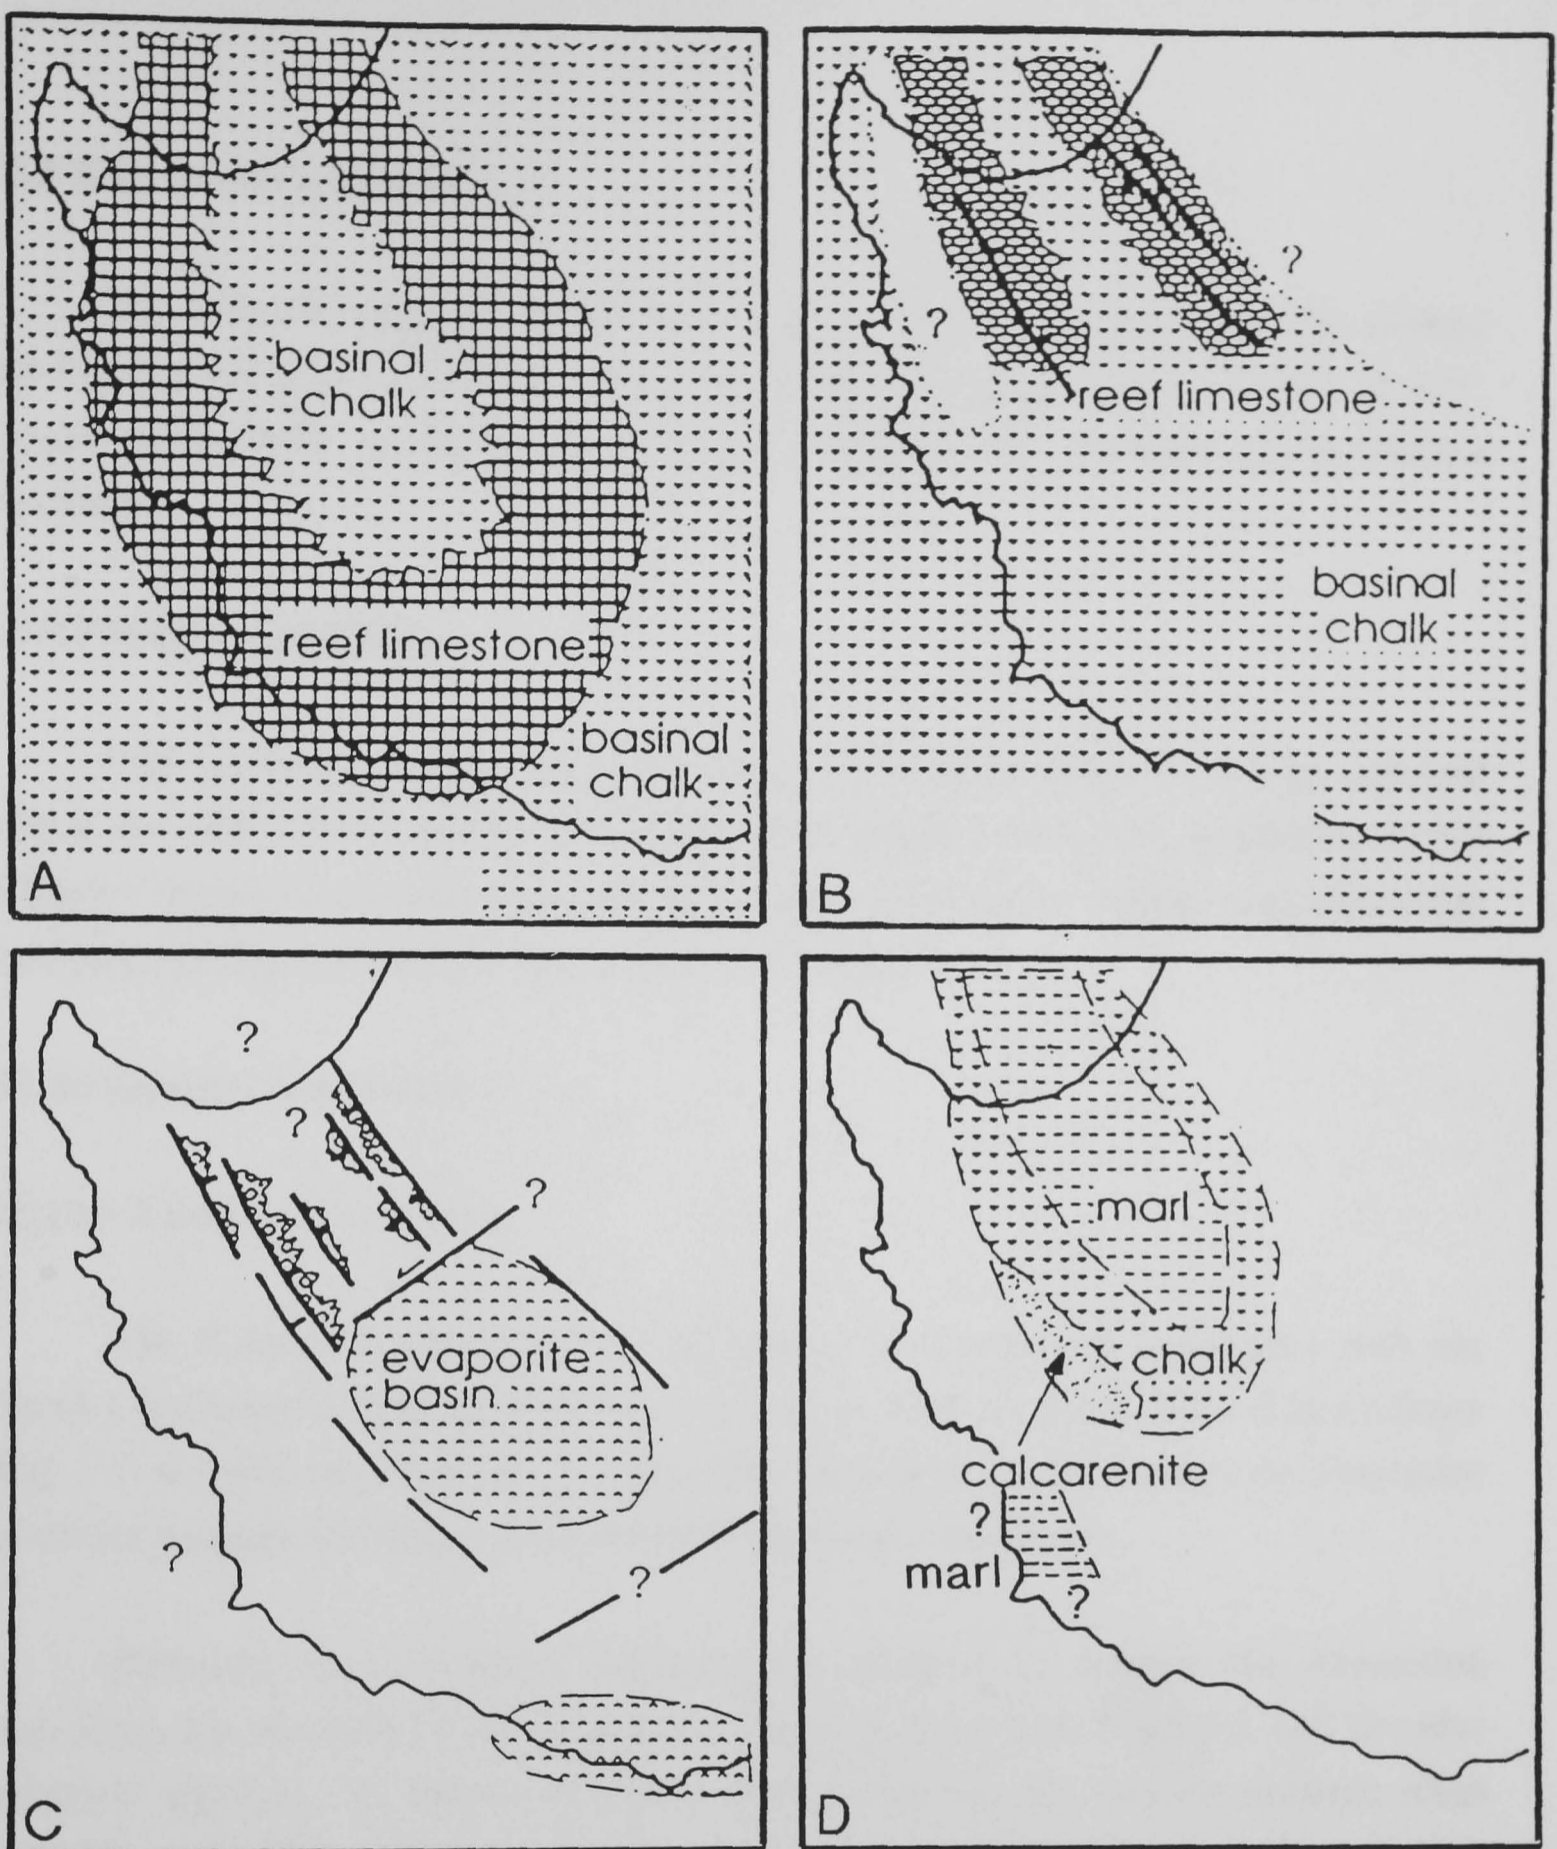 basinal
chalk
reef limestone
basinal
chalk
A
?
?
reef limestone
basinal
chalk
B
?
?
?
evaporite
basin
?
?
C
marl
chalk
calcarenite
?
marl
?
D